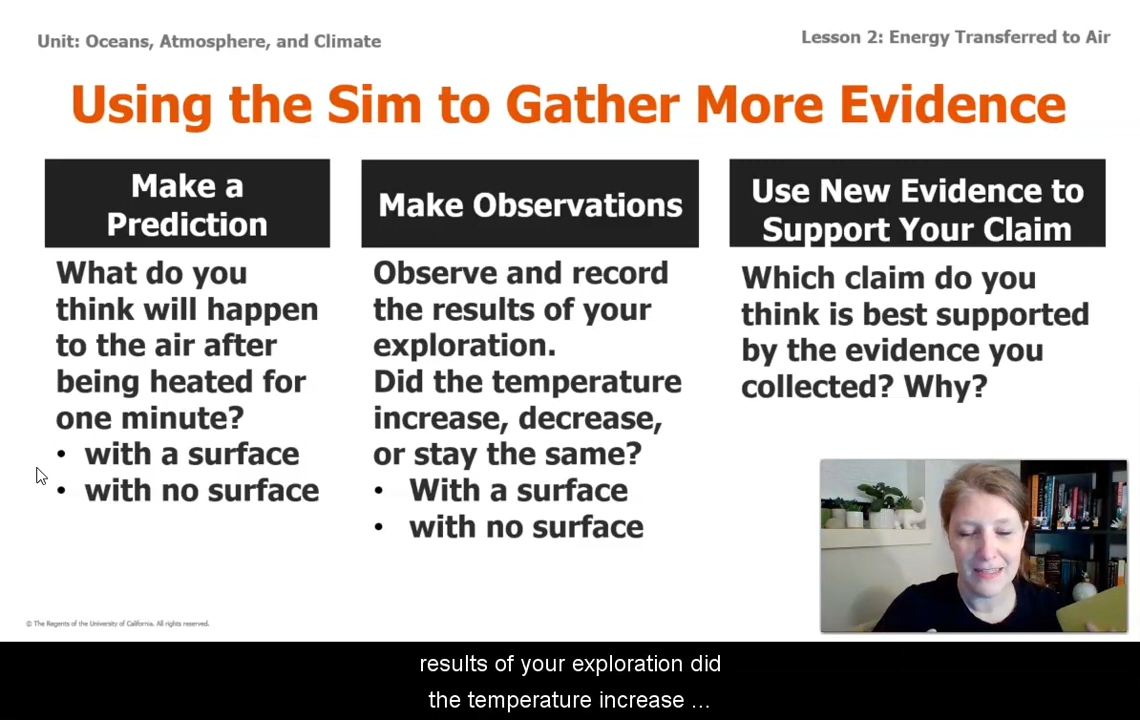 Unit: Oceans, Atmosphere, and Climate
Lesson 2: Energy Transferred to Air
Using the Sim to Gather More Evidence
Make a
Prediction
What do you
think will happen
to the air after
being heated for
one minute?
• with a surface
• with no surface
Make Observations
Observe and record
the results of your
exploration.
Did the temperature
increase, decrease,
or stay the same?
• With a surface
• with no surface
Use New Evidence to
Support Your Claim
Which claim do you
think is best supported
by the evidence you
collected? Why?
© The Regents of the University of California. All rights reserved.
results of your exploration did
the temperature increase ...